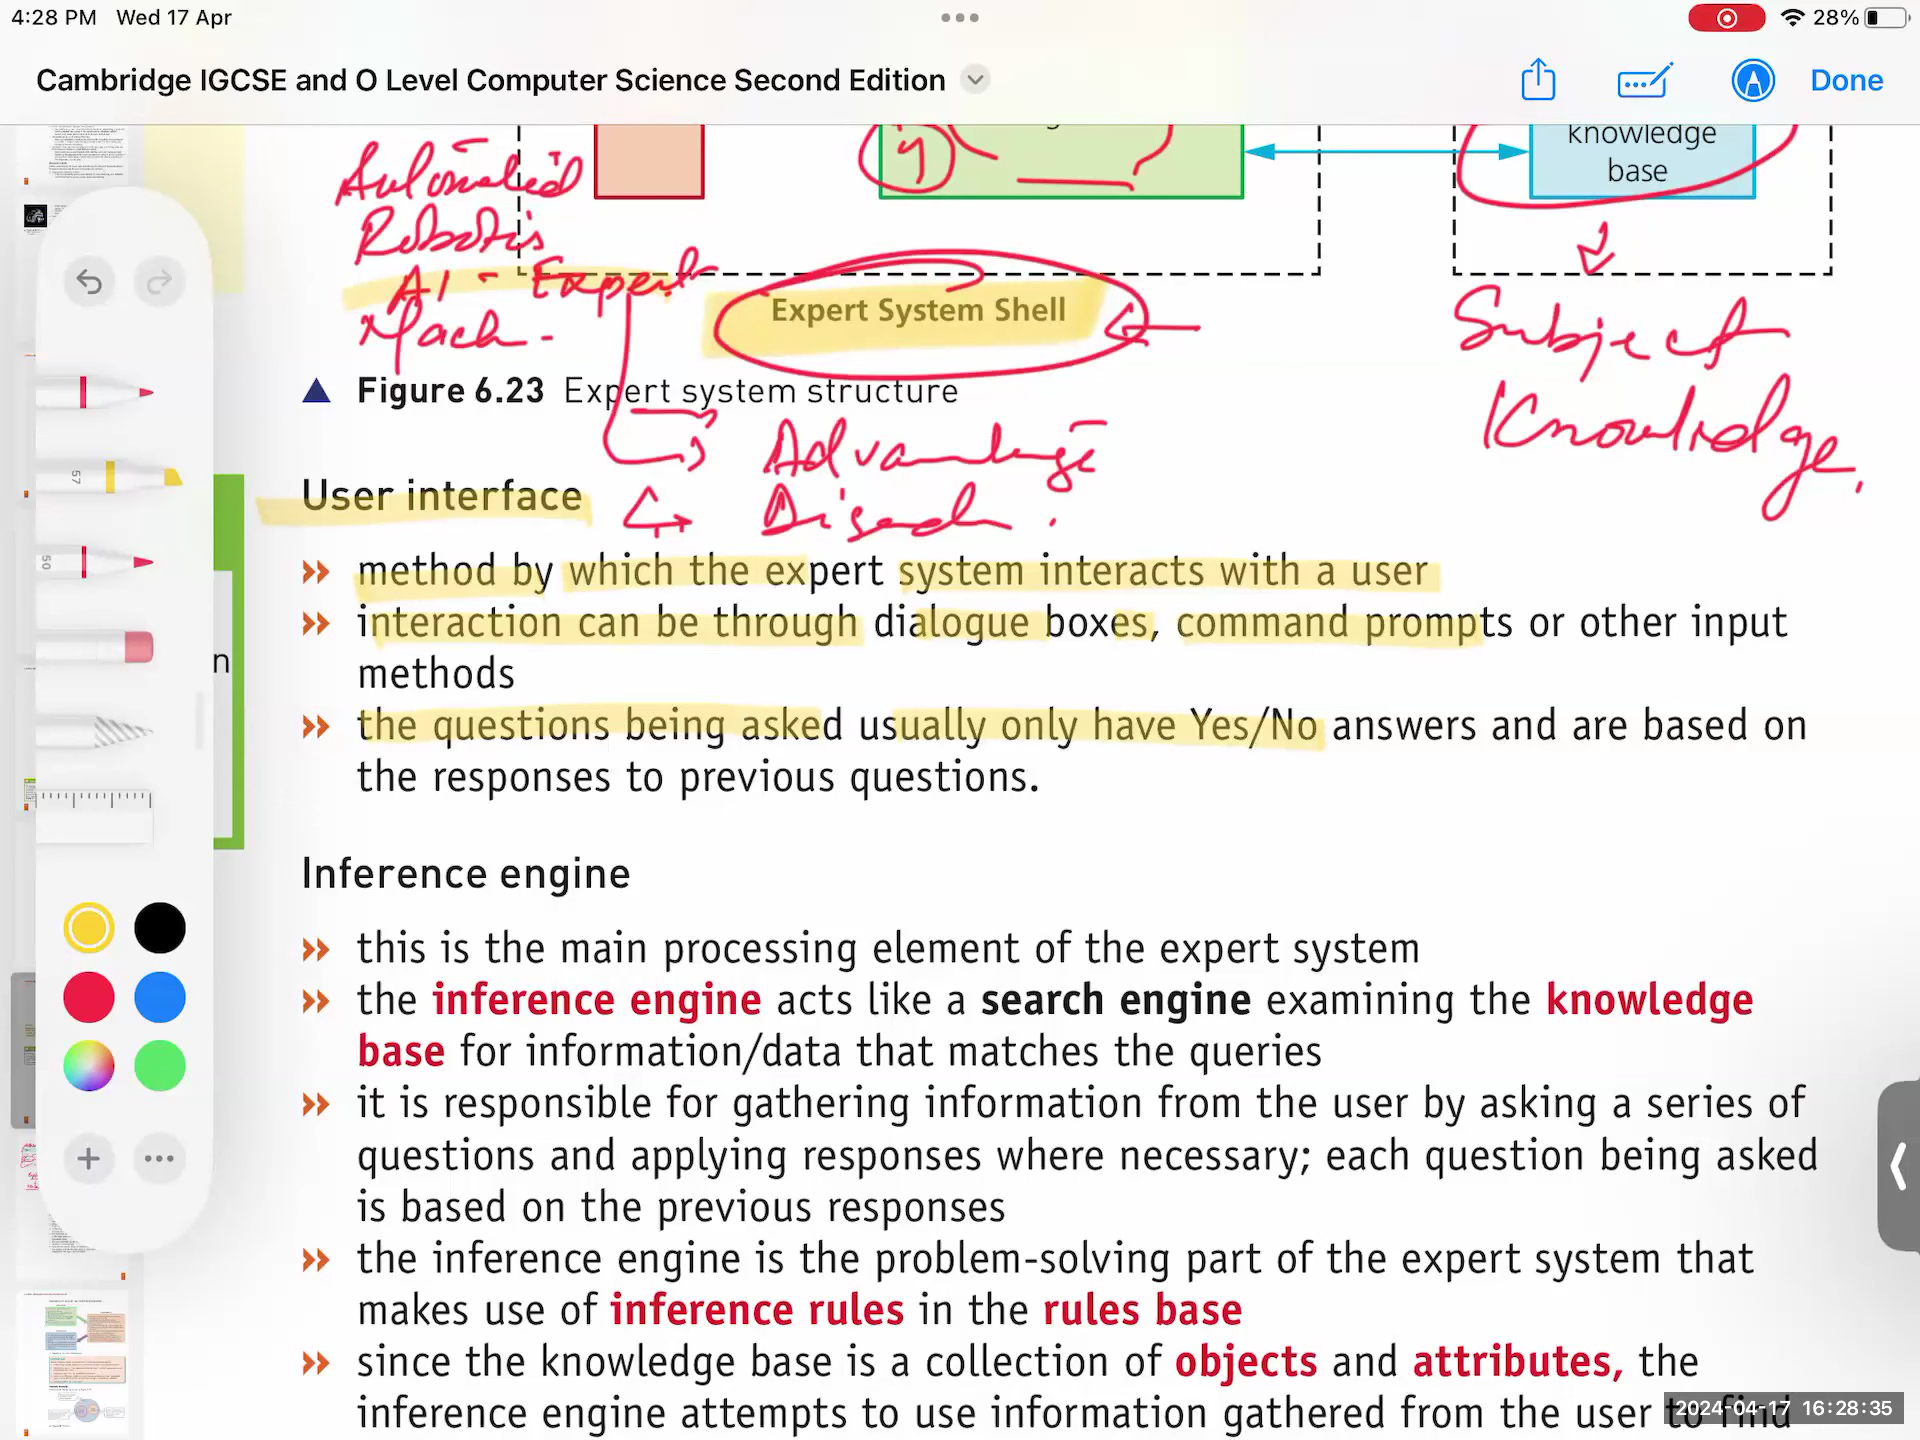 4:28 PM Wed 17 Apr
28%
Cambridge IGCSE and O Level Computer Science Second Edition
Done
Automated
Robotis
AI - Expert
Mach -
y
knowledge
base
Expert System Shell
Subject
Knowledge.
Figure 6.23 Expert system structure
Advantage
Disadn.
User interface
57
>> method by which the expert system interacts with a user
>> interaction can be through dialogue boxes, command prompts or other input
methods
50
n
>> the questions being asked usually only have Yes/No answers and are based on
the responses to previous questions.
Inference engine
>> this is the main processing element of the expert system
>> the inference engine acts like a search engine examining the knowledge
base for information/data that matches the queries
>> it is responsible for gathering information from the user by asking a series of
questions and applying responses where necessary; each question being asked
is based on the previous responses
>> the inference engine is the problem-solving part of the expert system that
makes use of inference rules in the rules base
>> since the knowledge base is a collection of objects and attributes, the
inference engine attempts to use information gathered from the user to find
2024-04-17 16:28:35